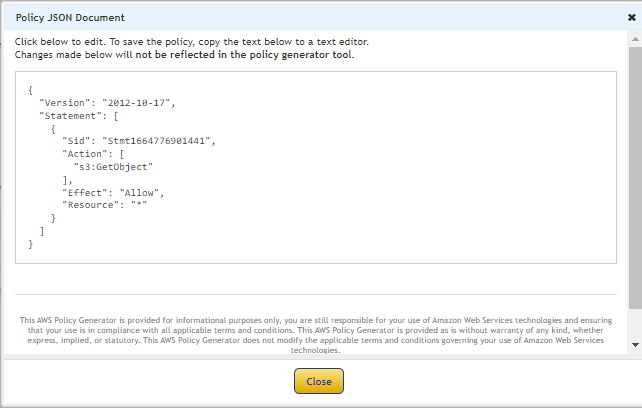 Policy JSON Document
Click below to edit. To save the policy, copy the text below to a text editor.
Changes made below will not be reflected in the policy generator tool.
{
  "Version": "2012-10-17",
  "Statement": [
    {
      "Sid": "Stmt1664776901441",
      "Action": [
        "s3:GetObject"
      ],
      "Effect": "Allow",
      "Resource": "*"
    }
  ]
}
This AWS Policy Generator is provided for informational purposes only, you are still responsible for your use of Amazon Web Services technologies and ensuring
that your use is in compliance with all applicable terms and conditions. This AWS Policy Generator is provided as is without warranty of any kind, whether
express, implied, or statutory. This AWS Policy Generator does not modify the applicable terms and conditions governing your use of Amazon Web Services
technologies.
Close